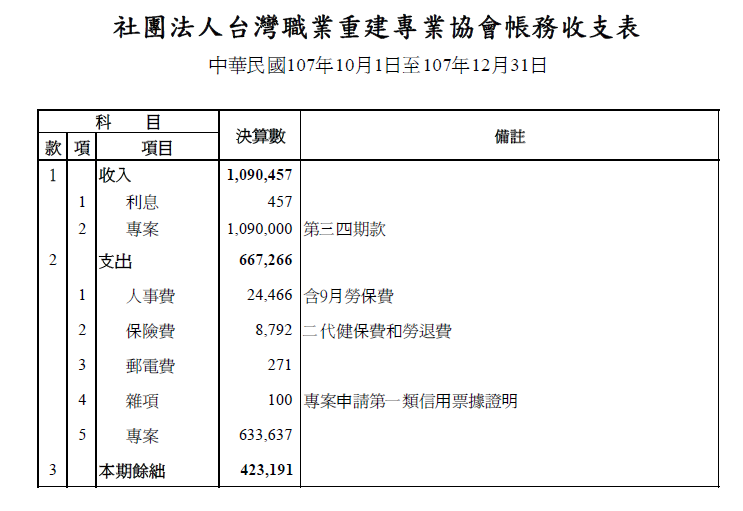 社團法人台灣職業重建專業協會帳務收支表
中華民國107年10月1日至107年12月31日
科 目 決算數 備註
款 項 項目
1 收入 1,090,457
1 利息 457
2 專案 1,090,000 第三四期款
2 支出 667,266
1 人事費 24,466 含9月勞保費
2 保險費 8,792 二代健保費和勞退費
3 郵電費 271
4 雜項 100 專案申請第一類信用票據證明
5 專案 633,637
3 本期餘絀 423,191